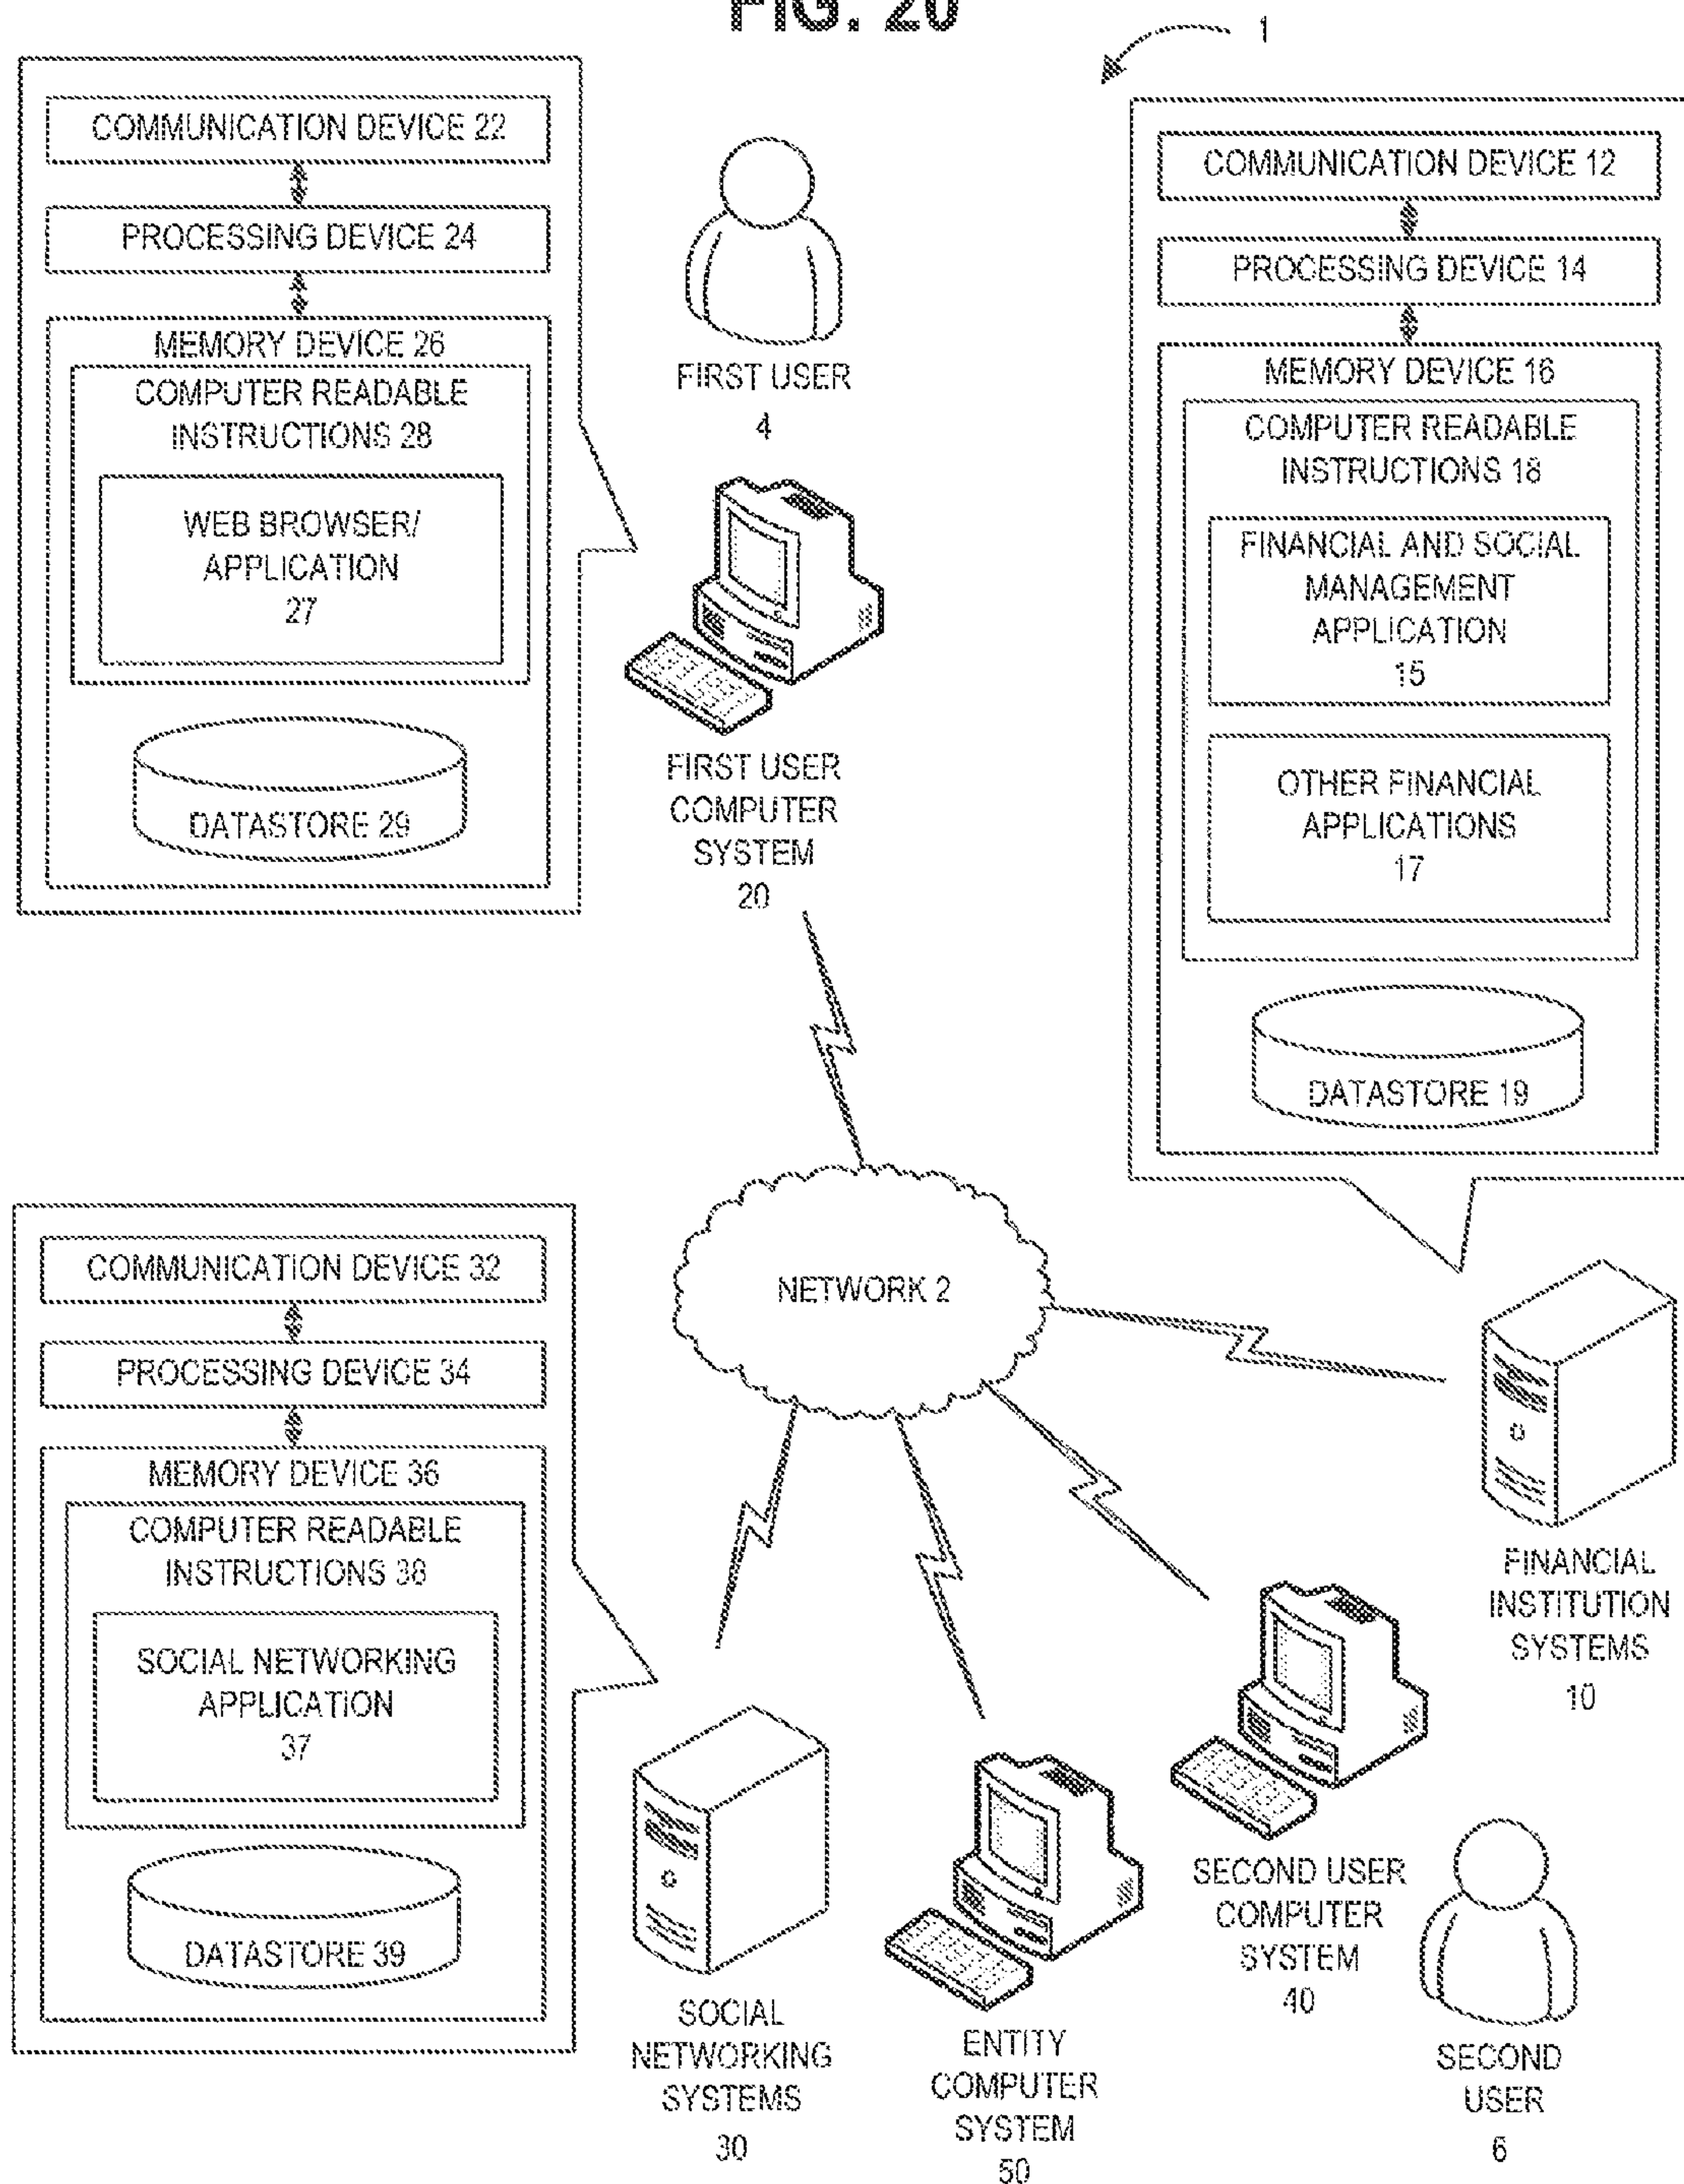 FIG. 20
1
COMMUNICATION DEVICE 22
PROCESSING DEVICE 24
MEMORY DEVICE 26
COMPUTER READABLE
INSTRUCTIONS 28
WEB BROWSER/
APPLICATION
27
DATASTORE 29
FIRST USER
4
FIRST USER
COMPUTER
SYSTEM
20
COMMUNICATION DEVICE 12
PROCESSING DEVICE 14
MEMORY DEVICE 16
COMPUTER READABLE
INSTRUCTIONS 18
FINANCIAL AND SOCIAL
MANAGEMENT
APPLICATION
15
OTHER FINANCIAL
APPLICATIONS
17
DATASTORE 19
NETWORK 2
COMMUNICATION DEVICE 32
PROCESSING DEVICE 34
MEMORY DEVICE 36
COMPUTER READABLE
INSTRUCTIONS 38
SOCIAL NETWORKING
APPLICATION
37
DATASTORE 39
SOCIAL
NETWORKING
SYSTEMS
30
ENTITY
COMPUTER
SYSTEM
50
SECOND USER
COMPUTER
SYSTEM
40
SECOND
USER
6
FINANCIAL
INSTITUTION
SYSTEMS
10